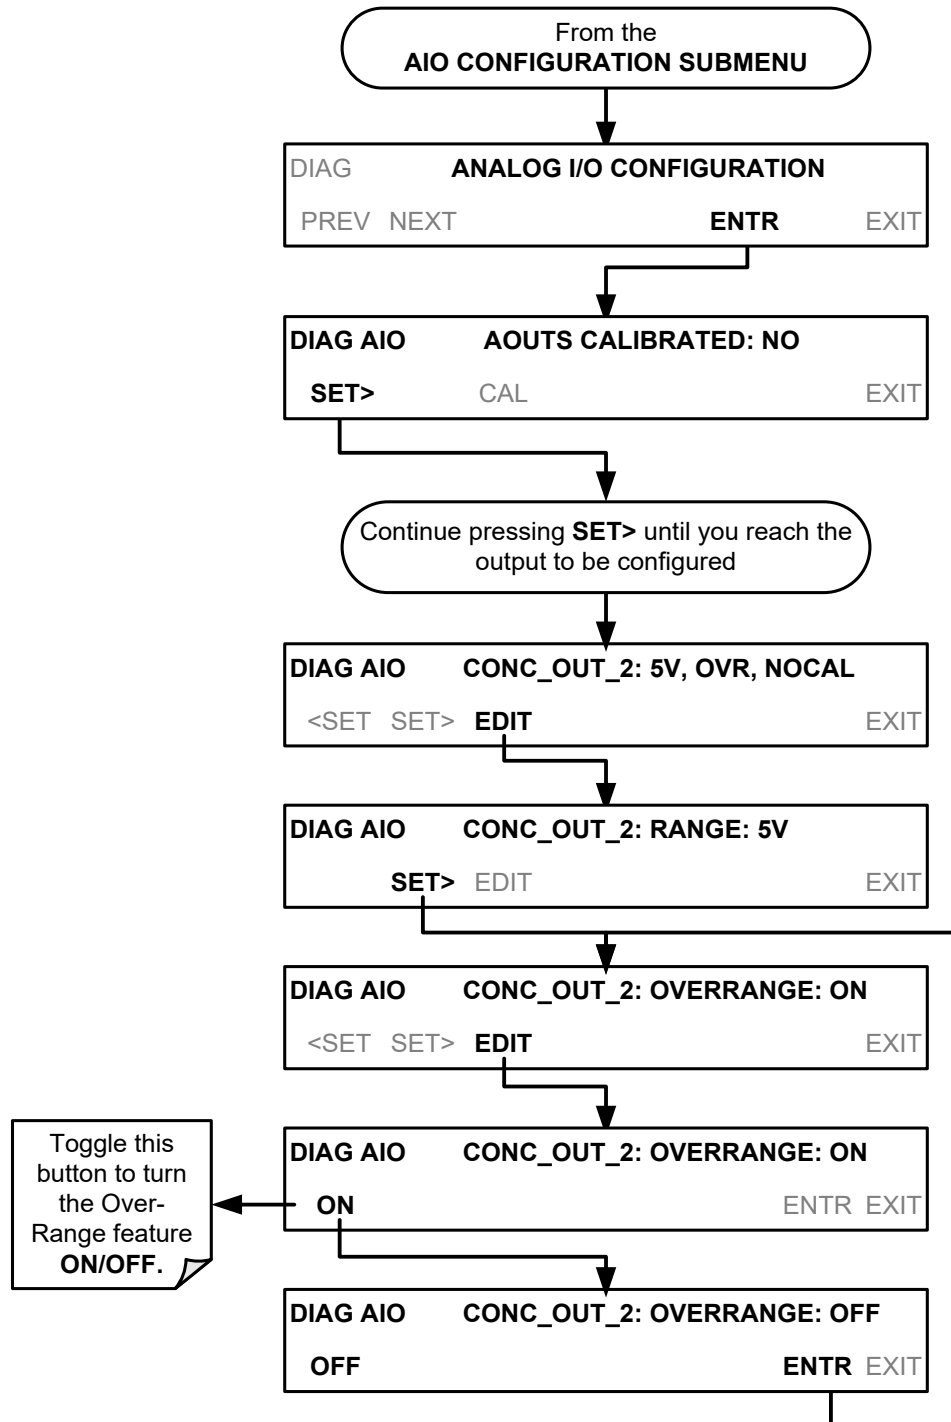 From the
AIO CONFIGURATION SUBMENU
DIAG ANALOG I/O CONFIGURATION
PREV NEXT ENTR EXIT
DIAG AIO AOUTS CALIBRATED: NO
SET> CAL EXIT
Continue pressing SET> until you reach the
output to be configured
DIAG AIO CONC_OUT_2: 5V, OVR, NOCAL
<SET SET> EDIT EXIT
DIAG AIO CONC_OUT_2: RANGE: 5V
SET> EDIT EXIT
DIAG AIO CONC_OUT_2: OVERRANGE: ON
<SET SET> EDIT EXIT
Toggle this
button to turn
the Over-
Range feature
ON/OFF.
DIAG AIO CONC_OUT_2: OVERRANGE: ON
ON ENTR EXIT
DIAG AIO CONC_OUT_2: OVERRANGE: OFF
OFF ENTR EXIT